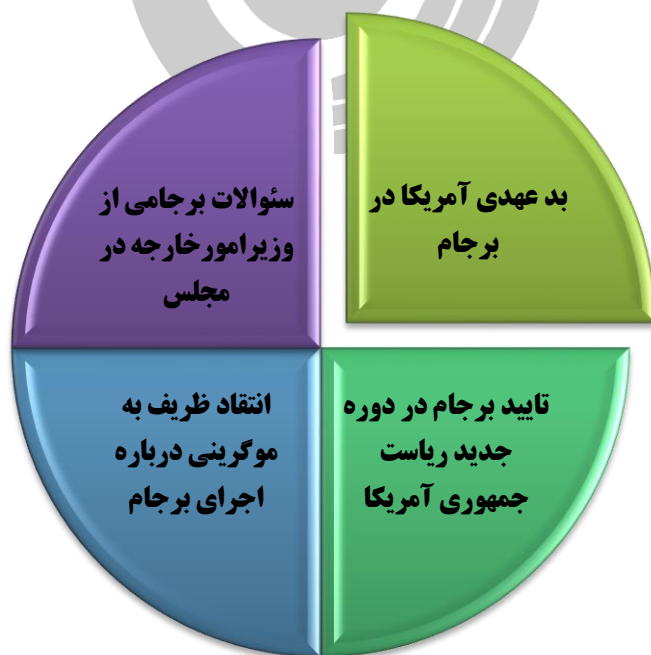 بد عهدی آمریکا در
برجام
سئوالات برجامی از
وزیرامورخارجه در
مجلس
تایید برجام در دوره
جدید ریاست
جمهوری آمریکا
انتقاد ظریف به
موگرینی درباره
اجرای برجام